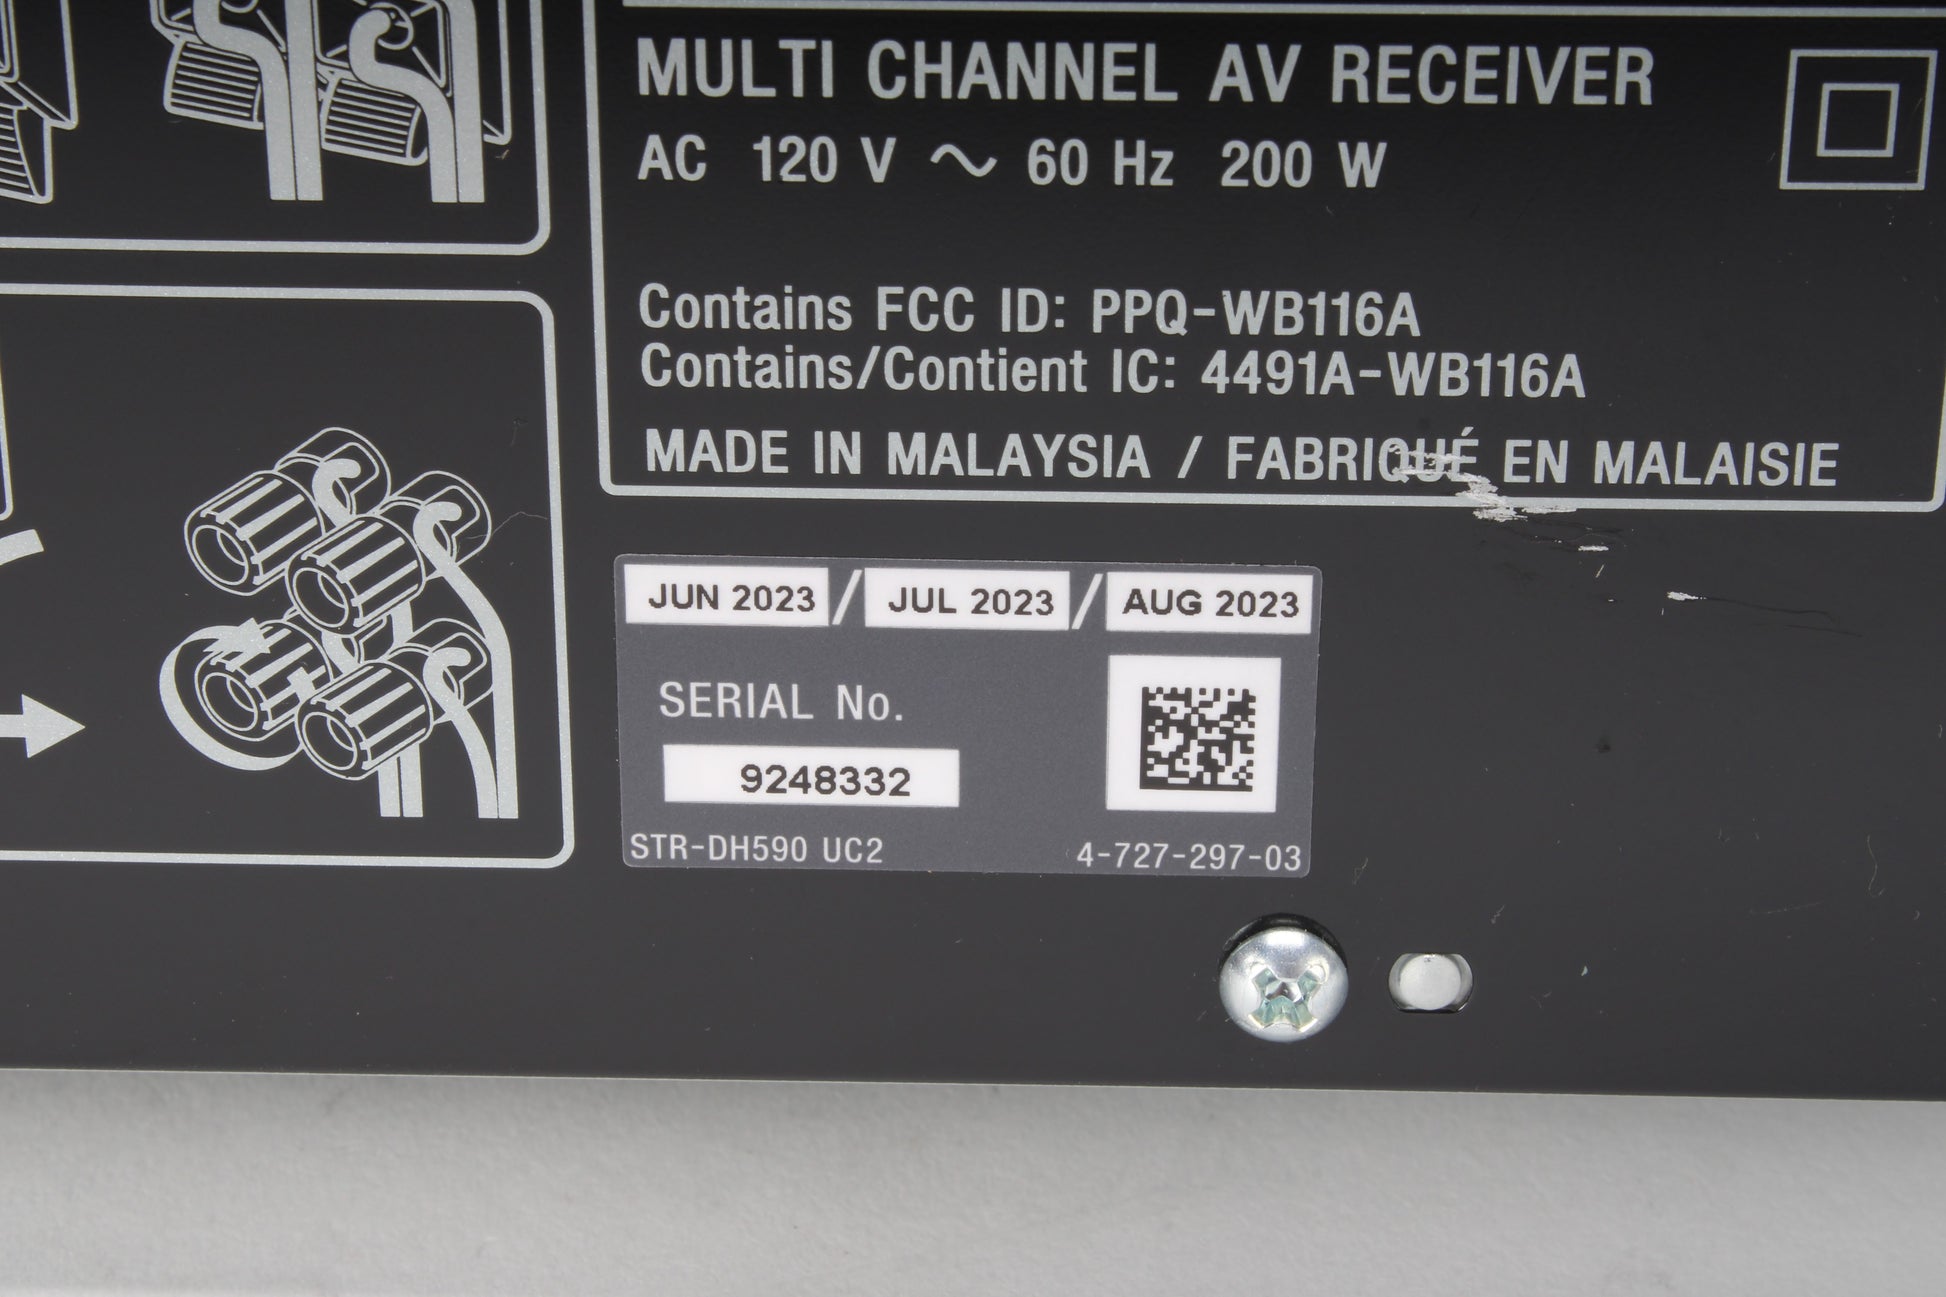 MULTI CHANNEL AV RECEIVER
AC 120 V ~ 60 Hz 200 W
Contains FCC ID: PPQ-WB116A
Contains/Contient IC: 4491A-WB116A
MADE IN MALAYSIA / FABRIQUÉ EN MALAISIE
JUN 2023 / JUL 2023 / AUG 2023
SERIAL No.
9248332
STR-DH590 UC2 4-727-297-03